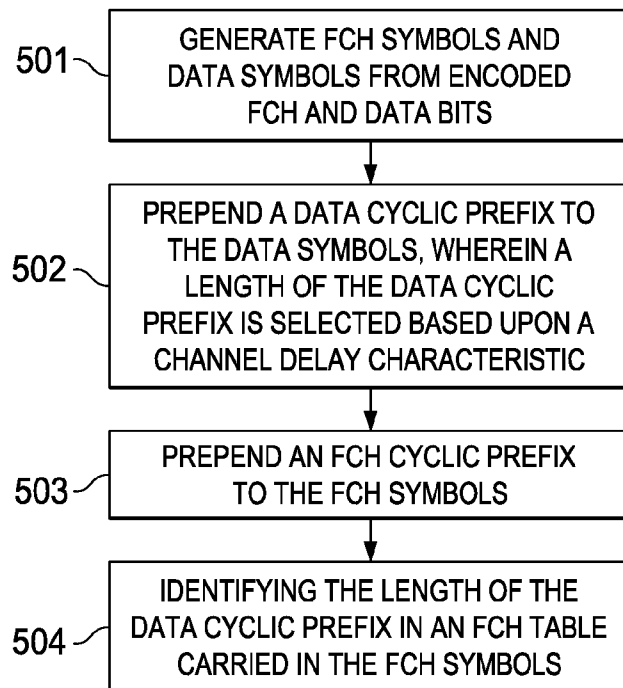 501
GENERATE FCH SYMBOLS AND
DATA SYMBOLS FROM ENCODED
FCH AND DATA BITS
502
PREPEND A DATA CYCLIC PREFIX TO
THE DATA SYMBOLS, WHEREIN A
LENGTH OF THE DATA CYCLIC
PREFIX IS SELECTED BASED UPON A
CHANNEL DELAY CHARACTERISTIC
503
PREPEND AN FCH CYCLIC PREFIX
TO THE FCH SYMBOLS
504
IDENTIFYING THE LENGTH OF THE
DATA CYCLIC PREFIX IN AN FCH TABLE
CARRIED IN THE FCH SYMBOLS